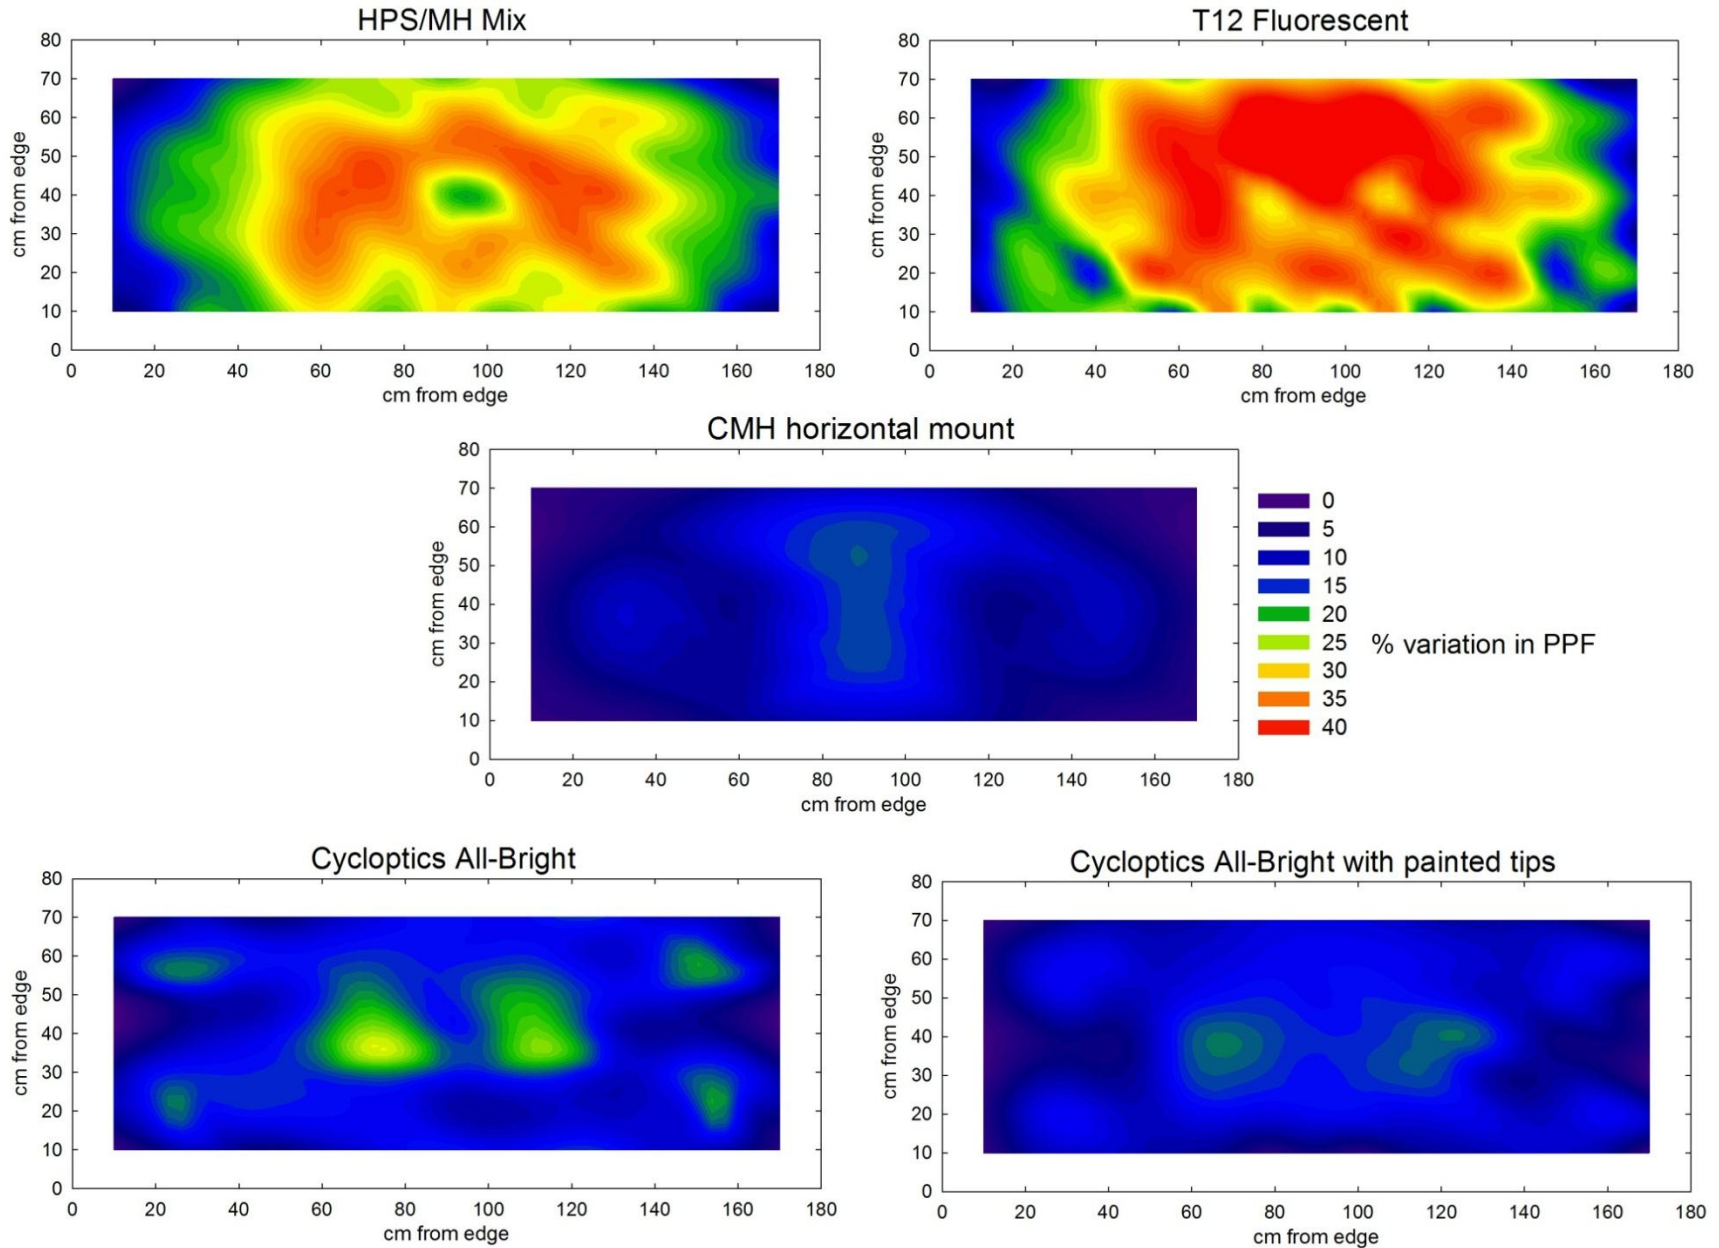 HPS/MH Mix
80
70
60
50
40
30
20
10
0
cm from edge
0 20 40 60 80 100 120 140 160 180
cm from edge
T12 Fluorescent
80
70
60
50
40
30
20
10
0
cm from edge
0 20 40 60 80 100 120 140 160 180
cm from edge
CMH horizontal mount
80
70
60
50
40
30
20
10
0
cm from edge
0 20 40 60 80 100 120 140 160 180
cm from edge
0
5
10
15
20
25
30
35
40
% variation in PPF
Cycloptics All-Bright
80
70
60
50
40
30
20
10
0
cm from edge
0 20 40 60 80 100 120 140 160 180
cm from edge
Cycloptics All-Bright with painted tips
80
70
60
50
40
30
20
10
0
cm from edge
0 20 40 60 80 100 120 140 160 180
cm from edge